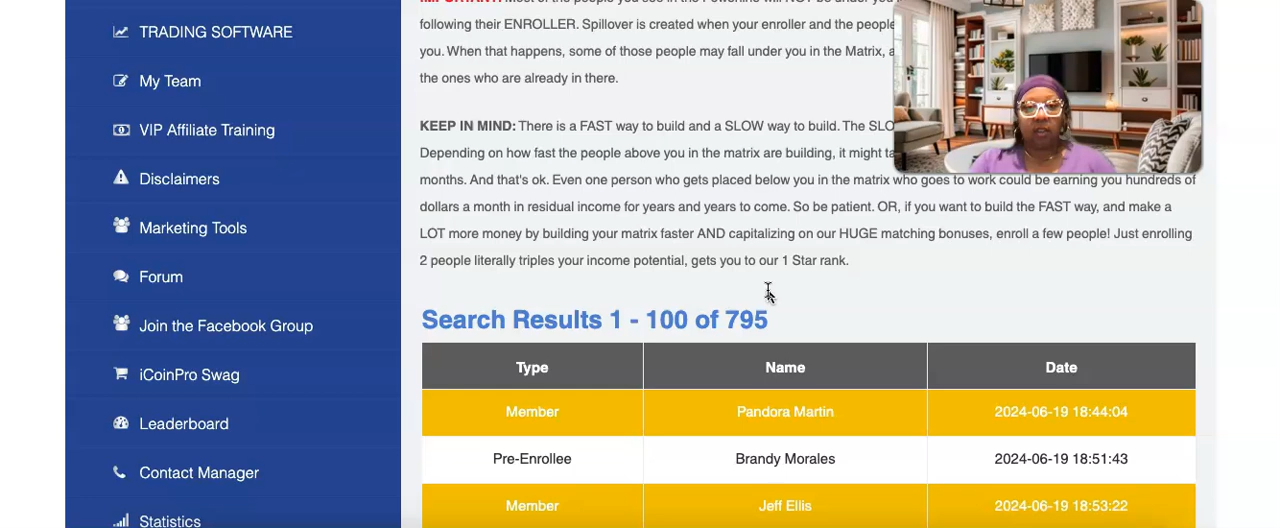 TRADING SOFTWARE
My Team
VIP Affiliate Training
Disclaimers
Marketing Tools
Forum
Join the Facebook Group
iCoinPro Swag
Leaderboard
Contact Manager
Statistics
following their ENROLLER. Spillover is created when your enroller and the people
you. When that happens, some of those people may fall under you in the Matrix, a
the ones who are already in there.
KEEP IN MIND: There is a FAST way to build and a SLOW way to build. The SLO
Depending on how fast the people above you in the matrix are building, it might ta
months. And that's ok. Even one person who gets placed below you in the matrix who goes to work could be earning you hundreds of
dollars a month in residual income for years and years to come. So be patient. OR, if you want to build the FAST way, and make a
LOT more money by building your matrix faster AND capitalizing on our HUGE matching bonuses, enroll a few people! Just enrolling
2 people literally triples your income potential, gets you to our 1 Star rank.
Search Results 1 - 100 of 795
Type Name Date
Member Pandora Martin 2024-06-19 18:44:04
Pre-Enrollee Brandy Morales 2024-06-19 18:51:43
Member Jeff Ellis 2024-06-19 18:53:22